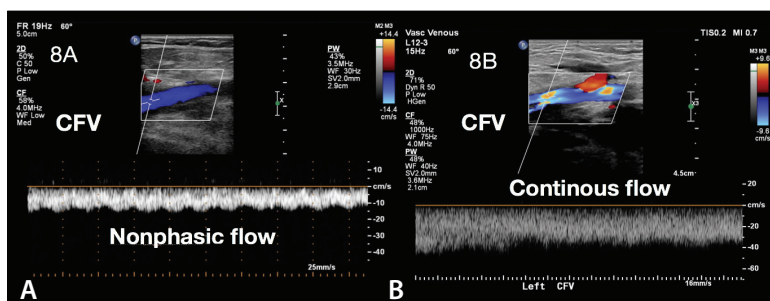 FR 19Hz 60°
5.0cm
2D
50%
C 50
P Low
Gen
CF
58%
4.0MHz
WF Low
Med
8A
CFV
PW
43%
3.5MHz
WF 30Hz
SV2.0mm
2.9cm
M2 M3
+14.4
-14.4
cm/s
X
10
cm/s
-10
-20
-30
-40
Nonphasic flow
25mm/s
A
Vasc Venous
L12-3
15Hz 60°
2D
71%
Dyn R 50
P Low
HGen
CF
48%
1000Hz
WF 75Hz
4.0MHz
PW
48%
WF 40Hz
SV2.0mm
3.6MHz
2.1cm
8B
CFV
TIS0.2 MI 0.7
M3 M3
+9.6
-9.6
cm/s
X3
4.5cm
Continous flow
20
cm/s
-20
-40
-60
B
Left CFV
16mm/s